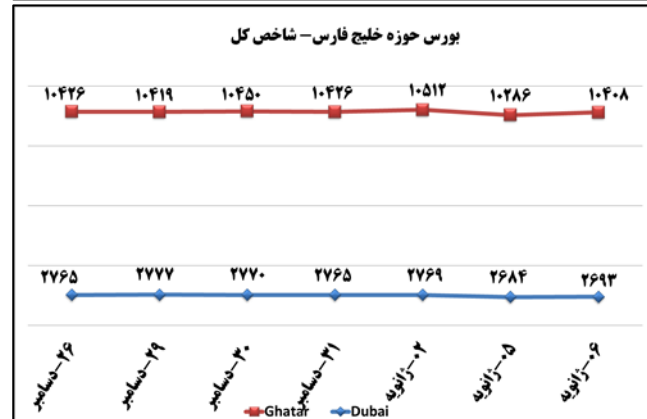 بورس حوزه خلیج فارس– شاخص کل
۱۰۴۲۶ ۱۰۴۱۹ ۱۰۴۵۰ ۱۰۴۲۶ ۱۰۵۱۲ ۱۰۲۸۶ ۱۰۴۰۸
۲۷۶۵ ۲۷۷۷ ۲۷۷۰ ۲۷۶۵ ۲۷۶۹ ۲۶۸۴ ۲۶۹۳
۲۶–دسامبر ۲۹–دسامبر ۳۰–دسامبر ۳۱–دسامبر ۰۲–ژانویه ۰۵–ژانویه ۰۶–ژانویه
Ghatar Dubai